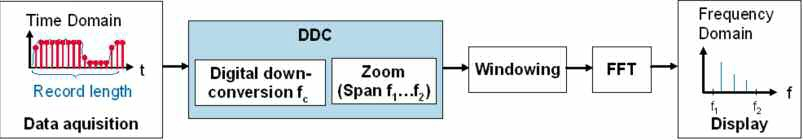 Time Domain
t
Record length
Data aquisition
DDC
Digital down-
conversion fc
Zoom
(Span f1...f2)
Windowing
FFT
Frequency
Domain
f
f1 f2
Display